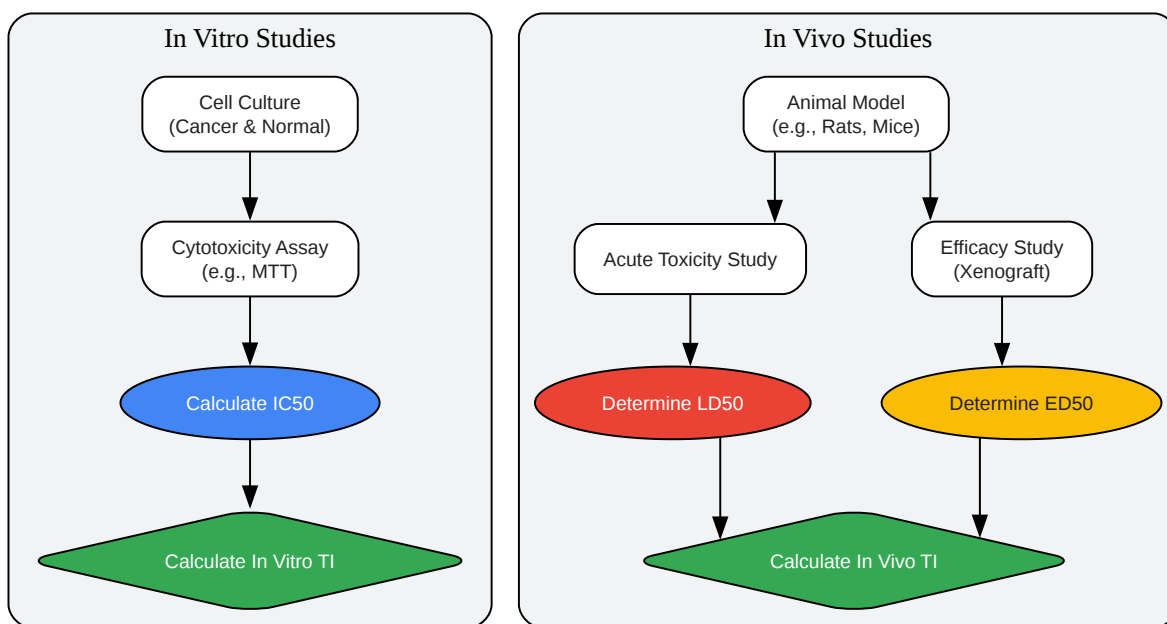 In Vitro Studies
Cell Culture
(Cancer & Normal)
Cytotoxicity Assay
(e.g., MTT)
Calculate IC50
Calculate In Vitro TI
In Vivo Studies
Animal Model
(e.g., Rats, Mice)
Acute Toxicity Study
Efficacy Study
(Xenograft)
Determine LD50
Determine ED50
Calculate In Vivo TI